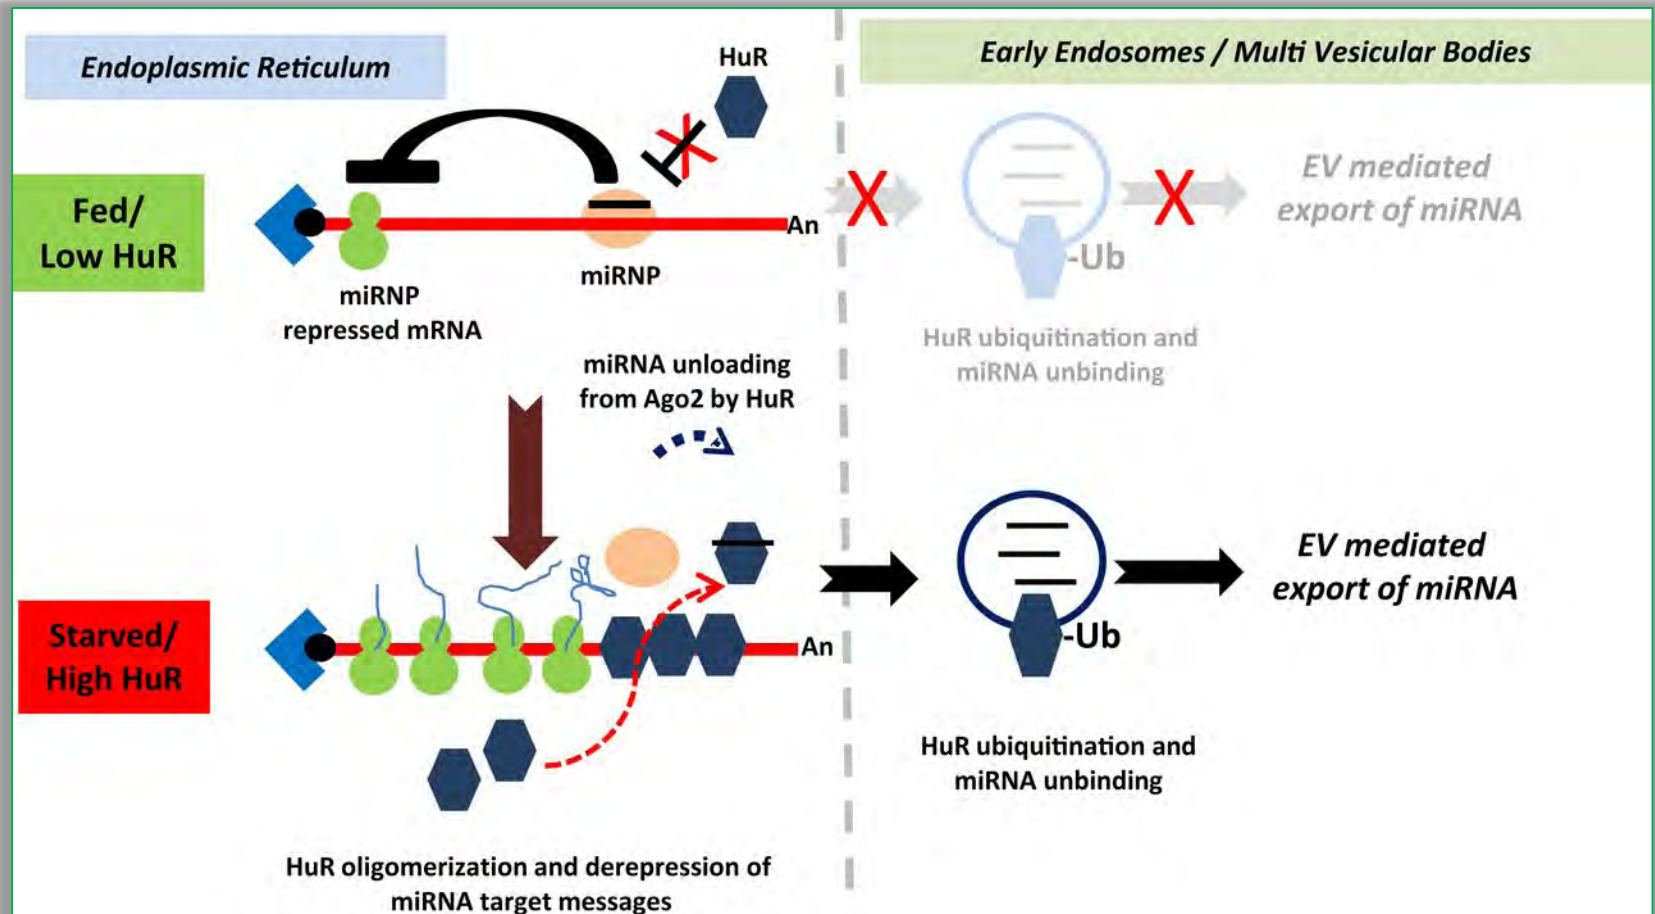 Endoplasmic Reticulum
HuR
Early Endosomes / Multi Vesicular Bodies
Fed/
Low HuR
An
miRNP
miRNP
repressed mRNA
-Ub
EV mediated
export of miRNA
HuR ubiquitination and
miRNA unbinding
miRNA unloading
from Ago2 by HuR
Starved/
High HuR
An
-Ub
EV mediated
export of miRNA
HuR ubiquitination and
miRNA unbinding
HuR oligomerization and derepression of
miRNA target messages